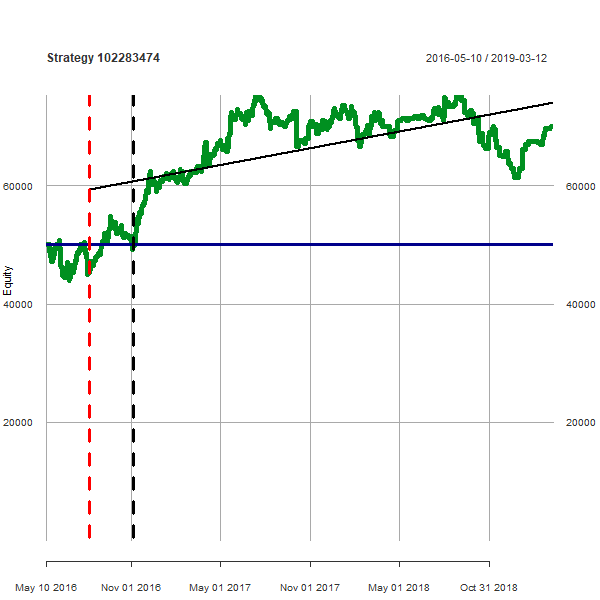 Strategy 102283474
2016-05-10 / 2019-03-12
60000
60000
Equity
40000
40000
20000
20000
May 10 2016
Nov 01 2016
May 01 2017
Nov 01 2017
May 01 2018
Oct 31 2018